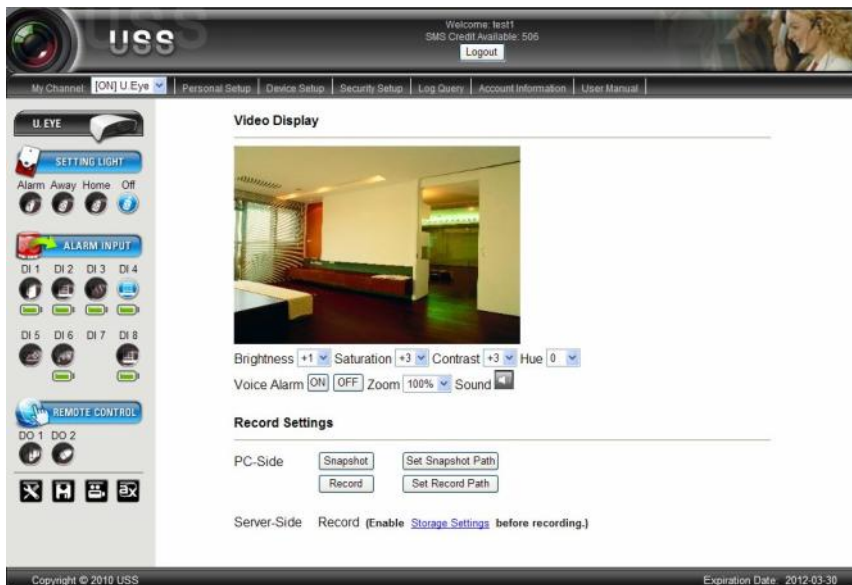 USS
Welcome: test1
SMS Credit Available: 506
Logout
My Channel: [ON] U.Eye Personal Setup Device Setup Security Setup Log Query Account Information User Manual
U. EYE
SETTING LIGHT
Alarm Away Home Off
ALARM INPUT
DI 1 DI 2 DI 3 DI 4
DI 5 DI 6 DI 7 DI 8
REMOTE CONTROL
DO 1 DO 2
ax
Video Display
Brightness +1 Saturation +3 Contrast +3 Hue 0
Voice Alarm ON OFF Zoom 100% Sound
Record Settings
PC-Side Snapshot Set Snapshot Path
Record Set Record Path
Server-Side Record (Enable Storage Settings before recording.)
Copyright © 2010 USS Expiration Date: 2012-03-30